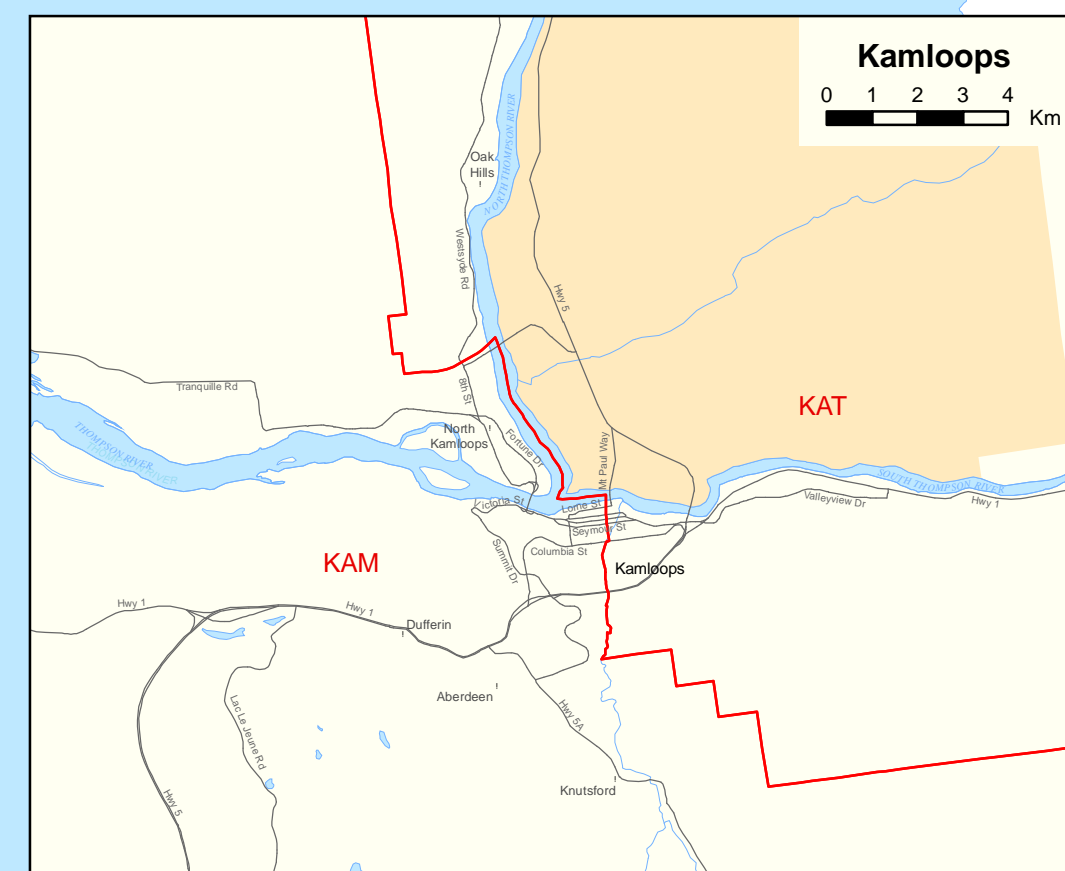 Kamloops
0 1 2 3 4
Km
Oak
Hills
NORTH THOMPSON RIVER
Westsyde Rd
Hwy 5
Tranquille Rd
8th St
KAT
North
Kamloops
Fortune Dr
Mt Paul Way
THOMPSON RIVER
THOMPSON RIVER
SOUTH THOMPSON RIVER
Valleyview Dr
Hwy 1
Victoria St
Lorne St
Seymour St
Columbia St
Summit Dr
KAM
Kamloops
Hwy 1
Hwy 1
Dufferin
Aberdeen
Lac Le Jeune Rd
Hwy 5A
Knutsford
Hwy 5